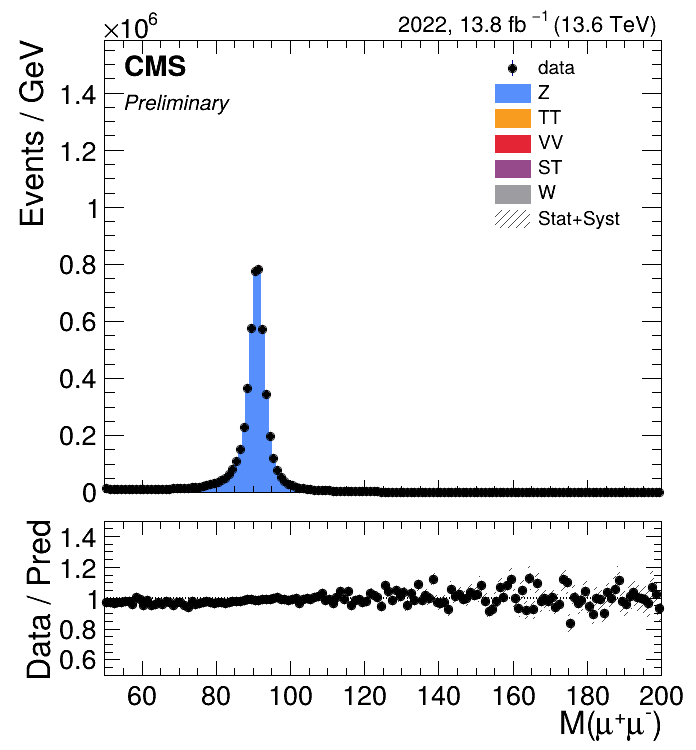 ×10⁶
2022, 13.8 fb ⁻¹ (13.6 TeV)
CMS
Preliminary
data
Z
TT
VV
ST
W
Stat+Syst
Events / GeV
1.4
1.2
1
0.8
0.6
0.4
0.2
0
Data / Pred
1.4
1.2
1
0.8
0.6
60 80 100 120 140 160 180 200
M(μ⁺μ⁻)